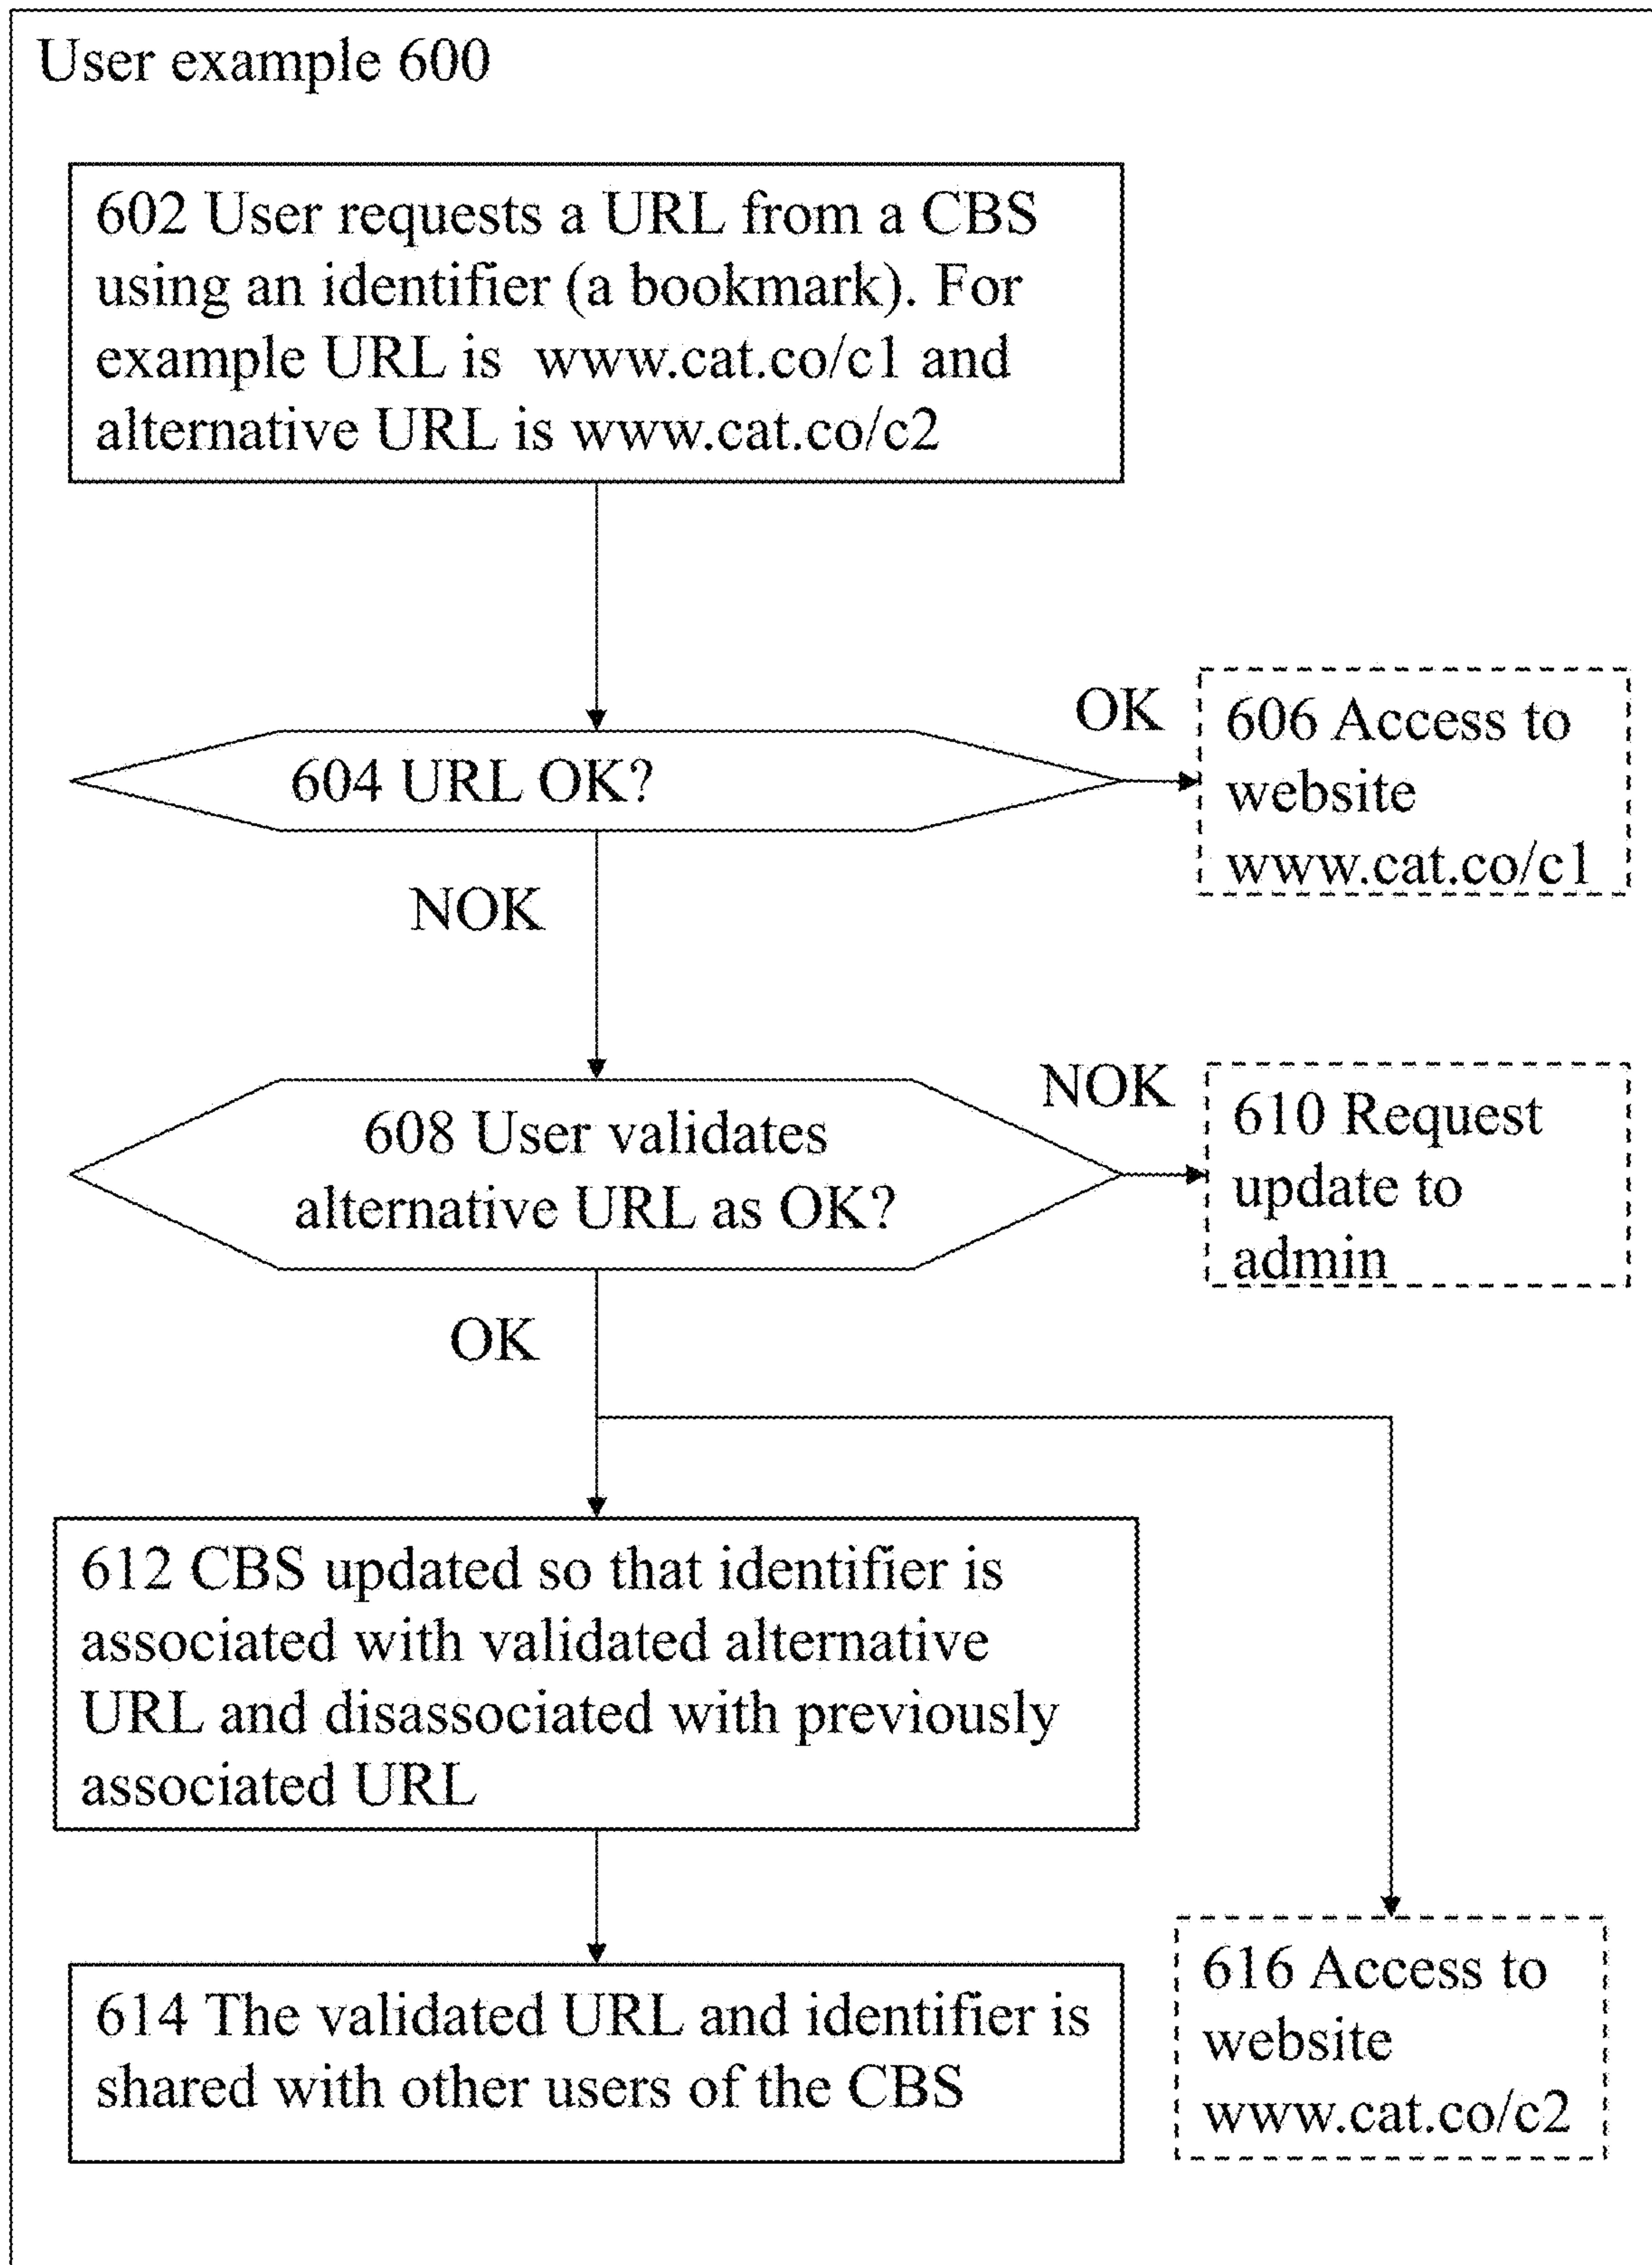 User example 600
602 User requests a URL from a CBS
using an identifier (a bookmark). For
example URL is www.cat.co/c1 and
alternative URL is www.cat.co/c2
604 URL OK?
OK
606 Access to
website
www.cat.co/c1
NOK
608 User validates
alternative URL as OK?
NOK
610 Request
update to
admin
OK
612 CBS updated so that identifier is
associated with validated alternative
URL and disassociated with previously
associated URL
614 The validated URL and identifier is
shared with other users of the CBS
616 Access to
website
www.cat.co/c2